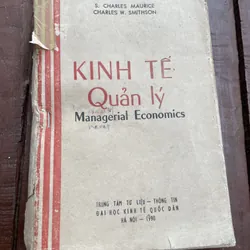 S. CHARLES MAURICE
CHARLES W. SMITHSON
KINH TẾ
Quản lý
Managerial Economics
TRUNG TÂM TƯ LIỆU - THÔNG TIN
ĐẠI HỌC KINH TẾ QUỐC DÂN
HÀ NỘI - 1990